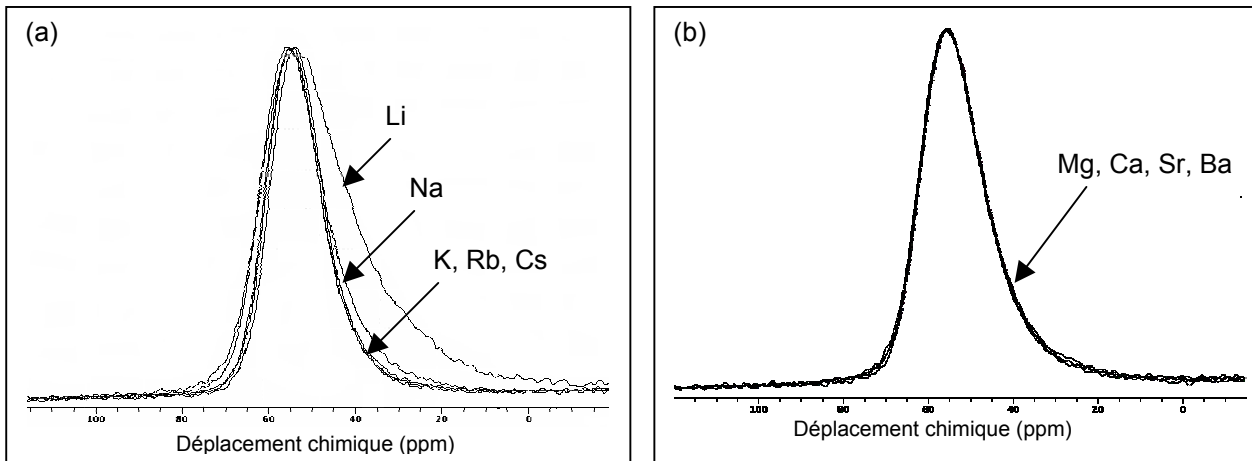 (a)
Li
Na
K, Rb, Cs
100 80 60 40 20 0
Déplacement chimique (ppm)
(b)
Mg, Ca, Sr, Ba
100 80 60 40 20 0
Déplacement chimique (ppm)